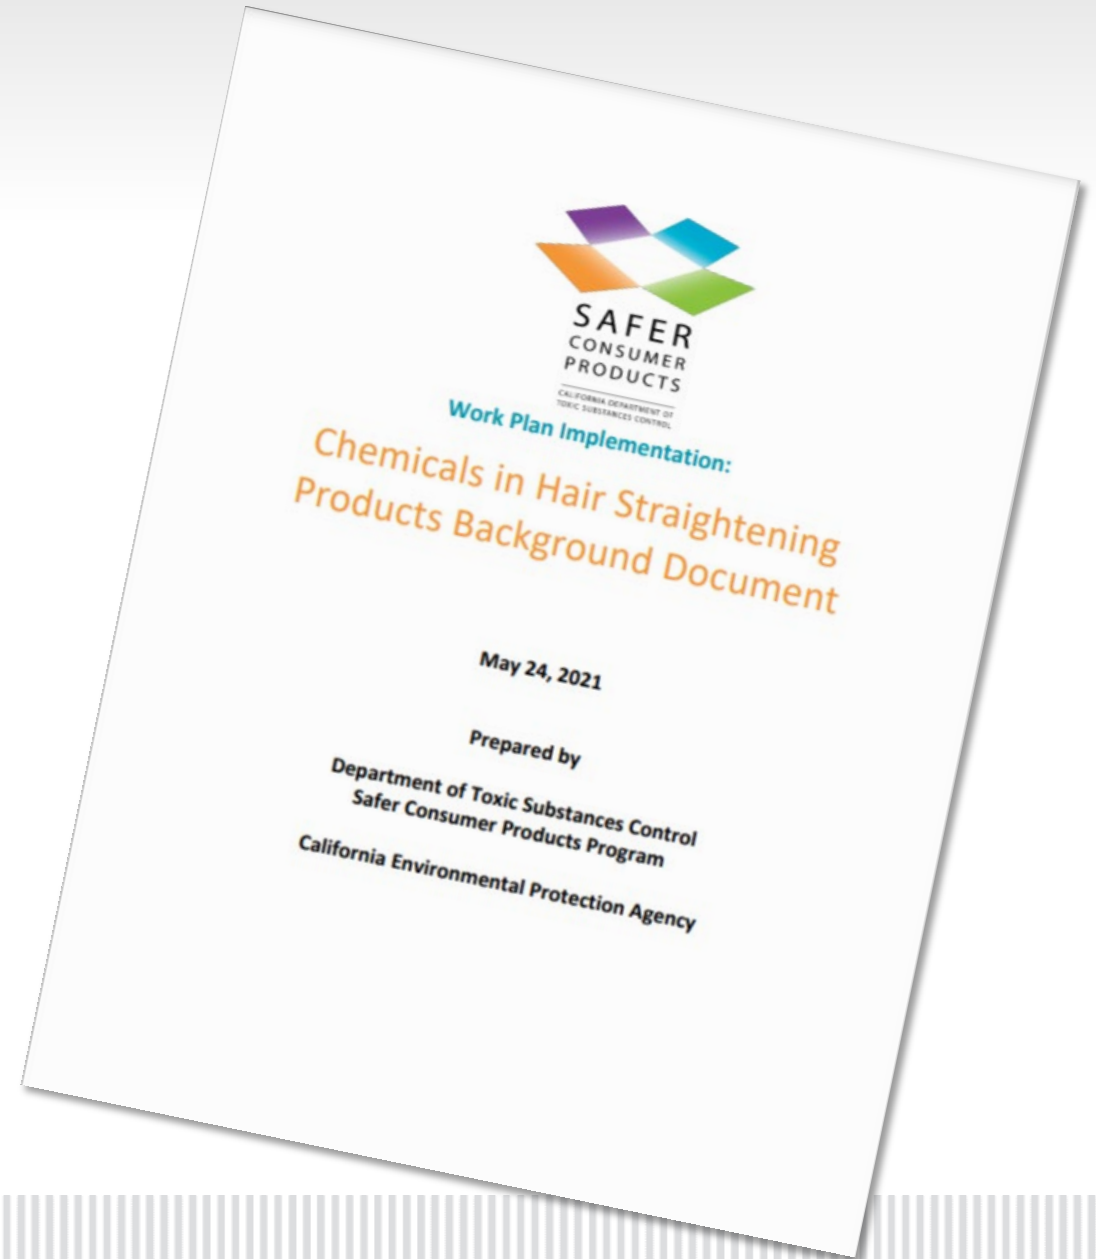 SAFER
CONSUMER
PRODUCTS
CALIFORNIA DEPARTMENT OF
TOXIC SUBSTANCES CONTROL
Work Plan Implementation:
Chemicals in Hair Straightening
Products Background Document
May 24, 2021
Prepared by
Department of Toxic Substances Control
Safer Consumer Products Program
California Environmental Protection Agency